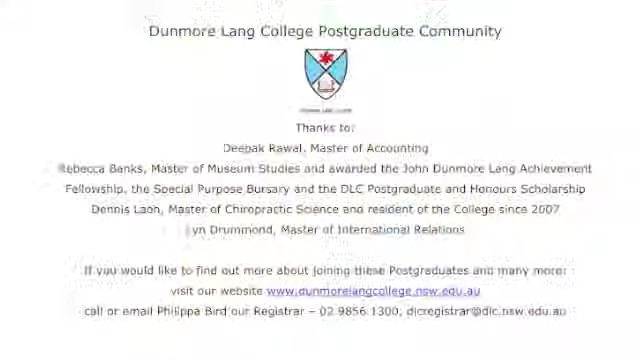 Dunmore Lang College Postgraduate Community
Thanks to:
Deepak Rawal, Master of Accounting
Rebecca Banks, Master of Museum Studies and awarded the John Dunmore Lang Achievement
Fellowship, the Special Purpose Bursary and the DLC Postgraduate and Honours Scholarship
Dennis Laoh, Master of Chiropractic Science and resident of the College since 2007
Lyn Drummond, Master of International Relations
If you would like to find out more about joining these Postgraduates and many more:
visit our website www.dunmorelangcollege.nsw.edu.au
call or email Philippa Bird our Registrar – 02 9856 1300, dlcregistrar@dlc.nsw.edu.au